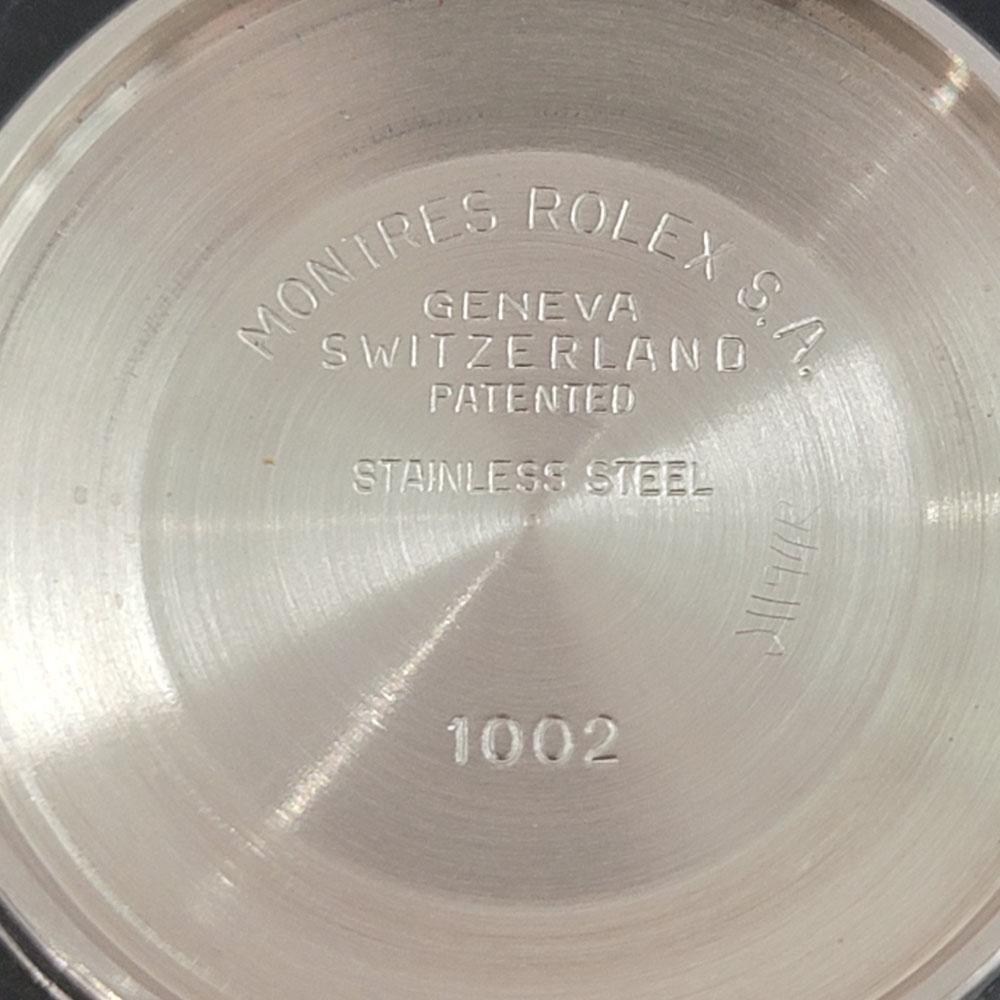 MONTRES ROLEX S.A.
GENEVA
SWITZERLAND
PATENTED
STAINLESS STEEL
1002